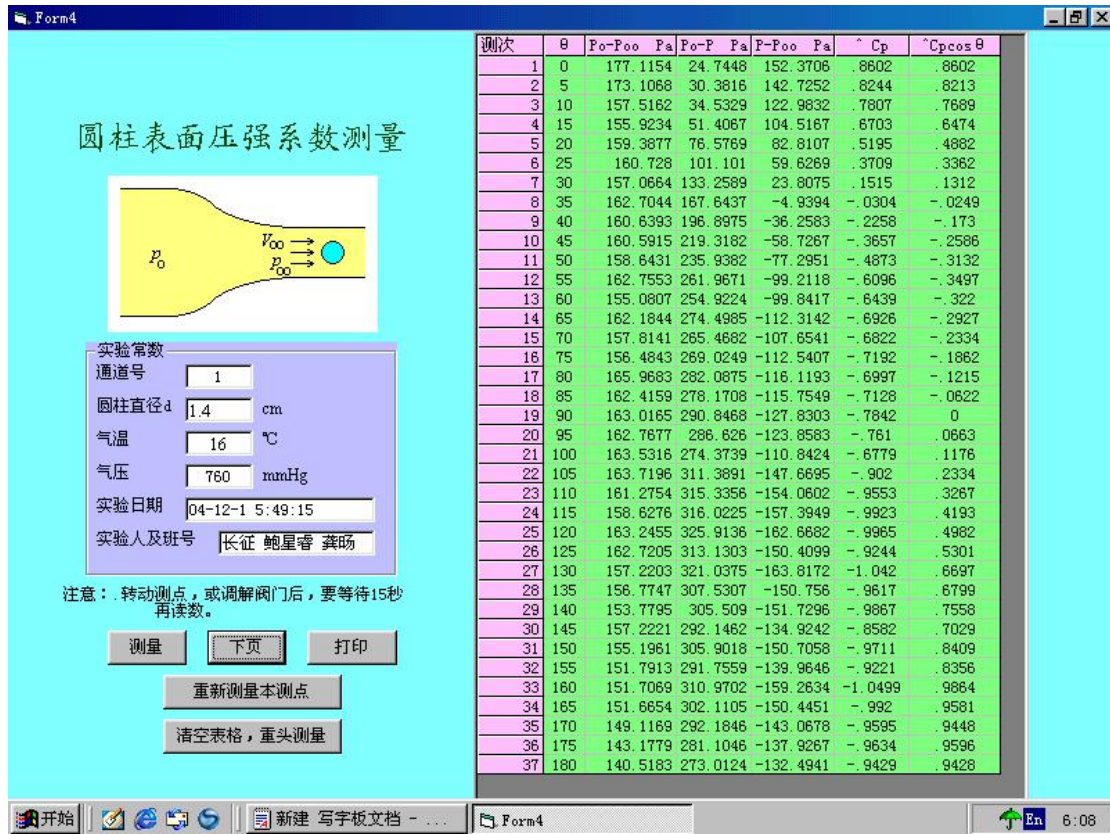 Form4
圆柱表面压强系数测量
P0
V00
P00
实验常数
通道号 1
圆柱直径d 1.4 cm
气温 16 ℃
气压 760 mmHg
实验日期 04-12-1 5:49:15
实验人及班号 长征 鲍星睿 龚旸
注意：.转动测点，或调解阀门后，要等待15秒
再读数。
测量 下页 打印
重新测量本测点
清空表格，重头测量
测次 θ Po-Poo Pa Po-P Pa P-Poo Pa ^ Cp ^Cpcos θ
1 0 177.1154 24.7448 152.3706 .8602 .8602
2 5 173.1068 30.3816 142.7252 .8244 .8213
3 10 157.5162 34.5329 122.9832 .7807 .7689
4 15 155.9234 51.4067 104.5167 .6703 .6474
5 20 159.3877 76.5769 82.8107 .5195 .4882
6 25 160.728 101.101 59.6269 .3709 .3362
7 30 157.0664 133.2589 23.8075 .1515 .1312
8 35 162.7044 167.6437 -4.9394 -.0304 -.0249
9 40 160.6393 196.8975 -36.2583 -.2258 -.173
10 45 160.5915 219.3182 -58.7267 -.3657 -.2586
11 50 158.6431 235.9382 -77.2951 -.4873 -.3132
12 55 162.7553 261.9671 -99.2118 -.6096 -.3497
13 60 155.0807 254.9224 -99.8417 -.6439 -.322
14 65 162.1844 274.4985 -112.3142 -.6926 -.2927
15 70 157.8141 265.4682 -107.6541 -.6822 -.2334
16 75 156.4843 269.0249 -112.5407 -.7192 -.1862
17 80 165.9683 282.0875 -116.1193 -.6997 -.1215
18 85 162.4159 278.1708 -115.7549 -.7128 -.0622
19 90 163.0165 290.8468 -127.8303 -.7842 0
20 95 162.7677 286.626 -123.8583 -.761 .0663
21 100 163.5316 274.3739 -110.8424 -.6779 .1176
22 105 163.7196 311.3891 -147.6695 -.902 .2334
23 110 161.2754 315.3356 -154.0602 -.9553 .3267
24 115 158.6276 316.0225 -157.3949 -.9923 .4193
25 120 163.2455 325.9136 -162.6682 -.9965 .4982
26 125 162.7205 313.1303 -150.4099 -.9244 .5301
27 130 157.2203 321.0375 -163.8172 -1.042 .6697
28 135 156.7747 307.5307 -150.756 -.9617 .6799
29 140 153.7795 305.509 -151.7296 -.9867 .7558
30 145 157.2221 292.1462 -134.9242 -.8582 .7029
31 150 155.1961 305.9018 -150.7058 -.9711 .8409
32 155 151.7913 291.7559 -139.9646 -.9221 .8356
33 160 151.7069 310.9702 -159.2634 -1.0499 .9864
34 165 151.6654 302.1105 -150.4451 -.992 .9581
35 170 149.1169 292.1846 -143.0678 -.9595 .9448
36 175 143.1779 281.1046 -137.9267 -.9634 .9596
37 180 140.5183 273.0124 -132.4941 -.9429 .9428
开始 新建 写字板文档 - ... Form4 En 6:08